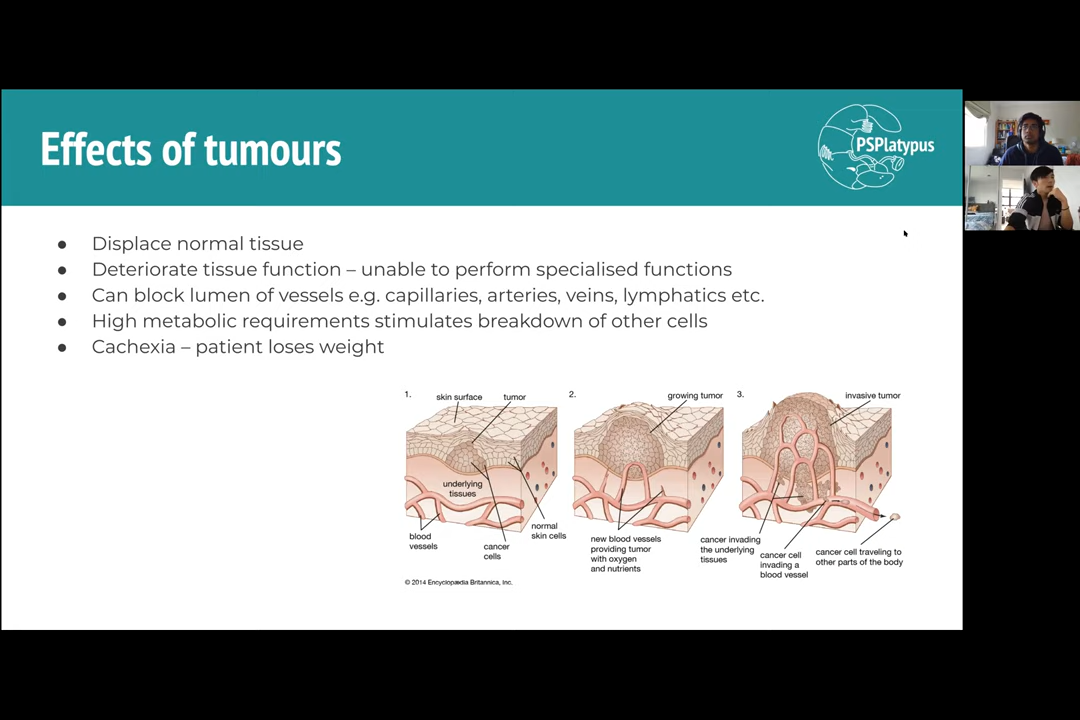 Effects of tumours
PSPlatypus
● Displace normal tissue
● Deteriorate tissue function – unable to perform specialised functions
● Can block lumen of vessels e.g. capillaries, arteries, veins, lymphatics etc.
● High metabolic requirements stimulates breakdown of other cells
● Cachexia – patient loses weight
1.
skin surface
tumor
underlying
tissues
blood
vessels
cancer
cells
normal
skin cells
2.
growing tumor
new blood vessels
providing tumor
with oxygen
and nutrients
3.
invasive tumor
cancer invading
the underlying
tissues
cancer cell
invading a
blood vessel
cancer cell traveling to
other parts of the body
© 2014 Encyclopædia Britannica, Inc.